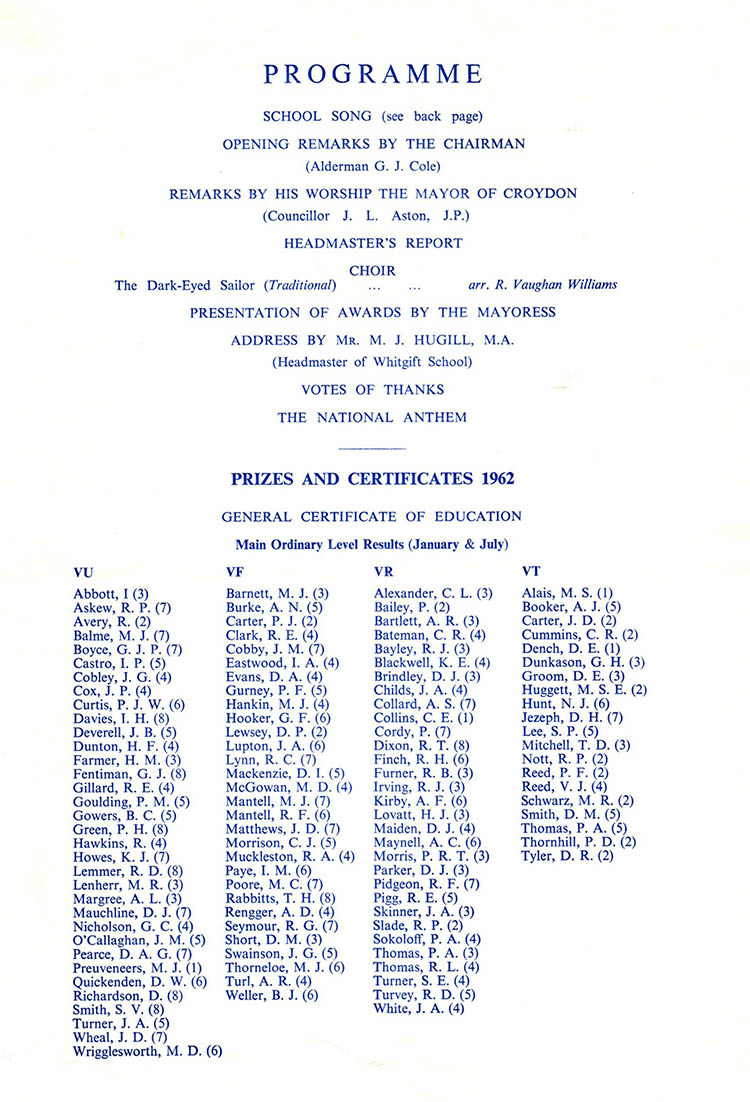 PROGRAMME
SCHOOL SONG (see back page)
OPENING REMARKS BY THE CHAIRMAN
(Alderman G. J. Cole)
REMARKS BY HIS WORSHIP THE MAYOR OF CROYDON
(Councillor J. L. Aston, J.P.)
HEADMASTER'S REPORT
CHOIR
The Dark-Eyed Sailor (Traditional) ... ... arr. R. Vaughan Williams
PRESENTATION OF AWARDS BY THE MAYORESS
ADDRESS BY MR. M. J. HUGILL, M.A.
(Headmaster of Whitgift School)
VOTES OF THANKS
THE NATIONAL ANTHEM
PRIZES AND CERTIFICATES 1962
GENERAL CERTIFICATE OF EDUCATION
Main Ordinary Level Results (January & July)
VU
Abbott, I (3)
Askew, R. P. (7)
Avery, R. (2)
Balme, M. J. (7)
Boyce, G. J. P. (7)
Castro, I. P. (5)
Cobley, J. G. (4)
Cox, J. P. (4)
Curtis, P. J. W. (6)
Davies, I. H. (8)
Deverell, J. B. (5)
Dunton, H. F. (4)
Farmer, H. M. (3)
Fentiman, G. J. (8)
Gillard, R. E. (4)
Goulding, P. M. (5)
Gowers, B. C. (5)
Green, P. H. (8)
Hawkins, R. (4)
Howes, K. J. (7)
Lemmer, R. D. (8)
Lenherr, M. R. (3)
Margree, A. L. (3)
Mauchline, D. J. (7)
Nicholson, G. C. (4)
O'Callaghan, J. M. (5)
Pearce, D. A. G. (7)
Preuveneers, M. J. (1)
Quickenden, D. W. (6)
Richardson, D. (8)
Smith, S. V. (8)
Turner, J. A. (5)
Wheal, J. D. (7)
Wrigglesworth, M. D. (6)
VF
Barnett, M. J. (3)
Burke, A. N. (5)
Carter, P. J. (2)
Clark, R. E. (4)
Cobby, J. M. (7)
Eastwood, I. A. (4)
Evans, D. A. (4)
Gurney, P. F. (5)
Hankin, M. J. (4)
Hooker, G. F. (6)
Lewsey, D. P. (2)
Lupton, J. A. (6)
Lynn, R. C. (7)
Mackenzie, D. I. (5)
McGowan, M. D. (4)
Mantell, M. J. (7)
Mantell, R. F. (6)
Matthews, J. D. (7)
Morrison, C. J. (5)
Muckleston, R. A. (4)
Paye, I. M. (6)
Poore, M. C. (7)
Rabbitts, T. H. (8)
Rengger, A. D. (4)
Seymour, R. G. (7)
Short, D. M. (3)
Swainson, J. G. (5)
Thorneloe, M. J. (6)
Turl, A. R. (4)
Weller, B. J. (6)
VR
Alexander, C. L. (3)
Bailey, P. (2)
Bartlett, A. R. (3)
Bateman, C. R. (4)
Bayley, R. J. (3)
Blackwell, K. E. (4)
Brindley, D. J. (3)
Childs, J. A. (4)
Collard, A. S. (7)
Collins, C. E. (1)
Cordy, P. (7)
Dixon, R. T. (8)
Finch, R. H. (6)
Furner, R. B. (3)
Irving, R. J. (3)
Kirby, A. F. (6)
Lovatt, H. J. (3)
Maiden, D. J. (4)
Maynell, A. C. (6)
Morris, P. R. T. (3)
Parker, D. J. (3)
Pidgeon, R. F. (7)
Pigg, R. E. (5)
Skinner, J. A. (3)
Slade, R. P. (2)
Sokoloff, P. A. (4)
Thomas, P. A. (3)
Thomas, R. L. (4)
Turner, S. E. (4)
Turvey, R. D. (5)
White, J. A. (4)
VT
Alais, M. S. (1)
Booker, A. J. (5)
Carter, J. D. (2)
Cummins, C. R. (2)
Dench, D. E. (1)
Dunkason, G. H. (3)
Groom, D. E. (3)
Huggett, M. S. E. (2)
Hunt, N. J. (6)
Jezeph, D. H. (7)
Lee, S. P. (5)
Mitchell, T. D. (3)
Nott, R. P. (2)
Reed, P. F. (2)
Reed, V. J. (4)
Schwarz, M. R. (2)
Smith, D. M. (5)
Thomas, P. A. (5)
Thornhill, P. D. (2)
Tyler, D. R. (2)